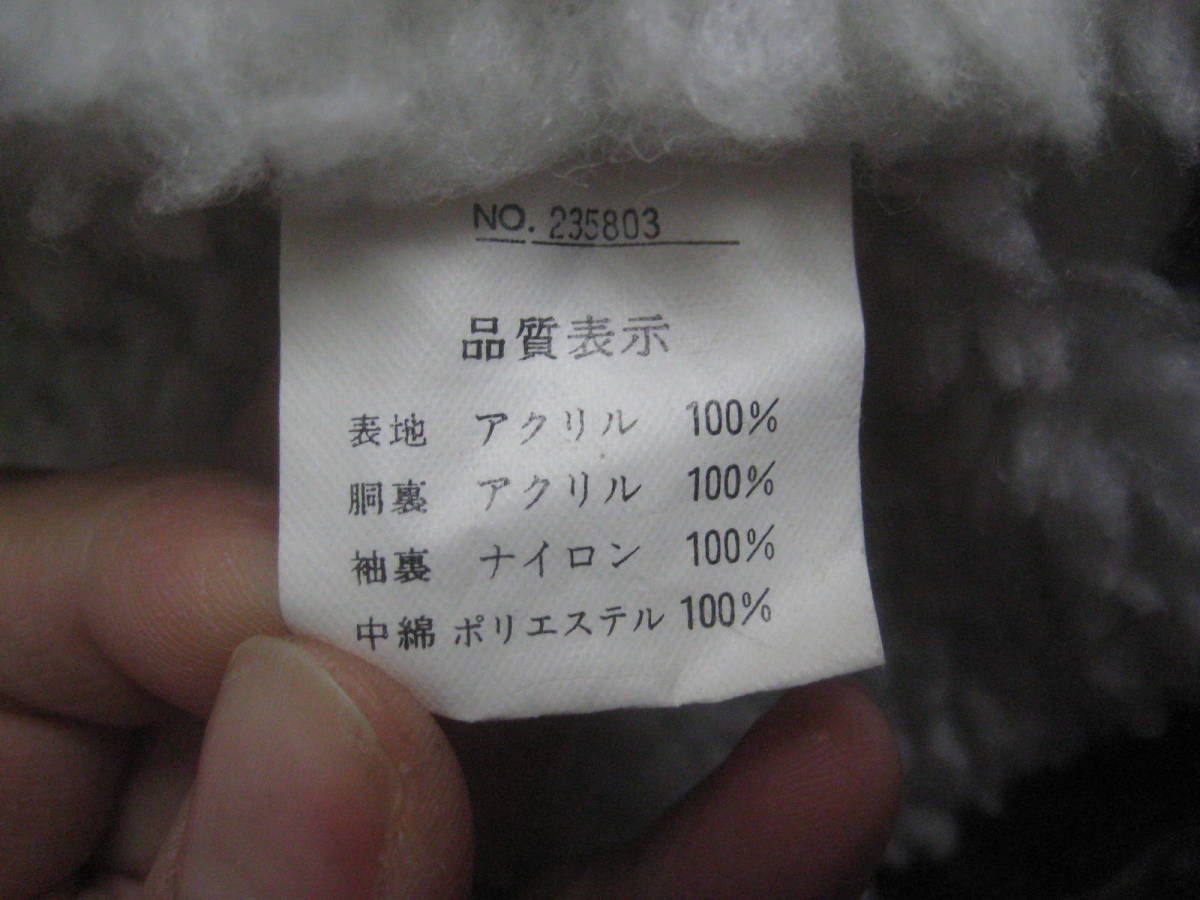 NO. 235803
品質表示
表地 アクリル 100%
胴裏 アクリル 100%
袖裏 ナイロン 100%
中綿 ポリエステル 100%